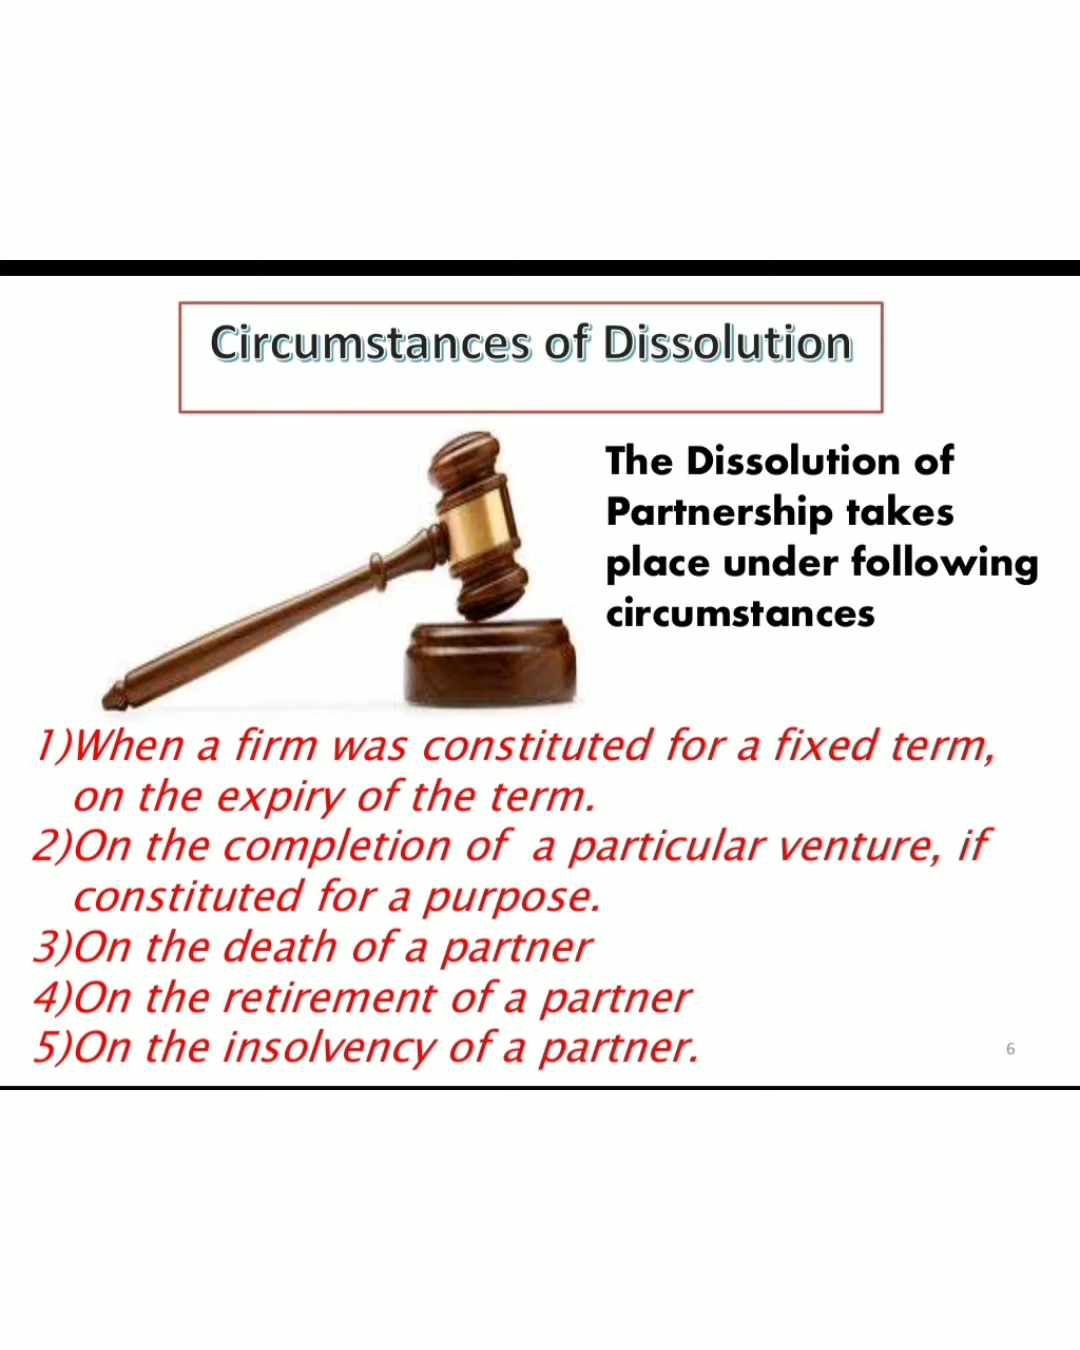 Circumstances of Dissolution
The Dissolution of
Partnership takes
place under following
circumstances
1)When a firm was constituted for a fixed term,
on the expiry of the term.
2)On the completion of a particular venture, if
constituted for a purpose.
3)On the death of a partner
4)On the retirement of a partner
5)On the insolvency of a partner.
6